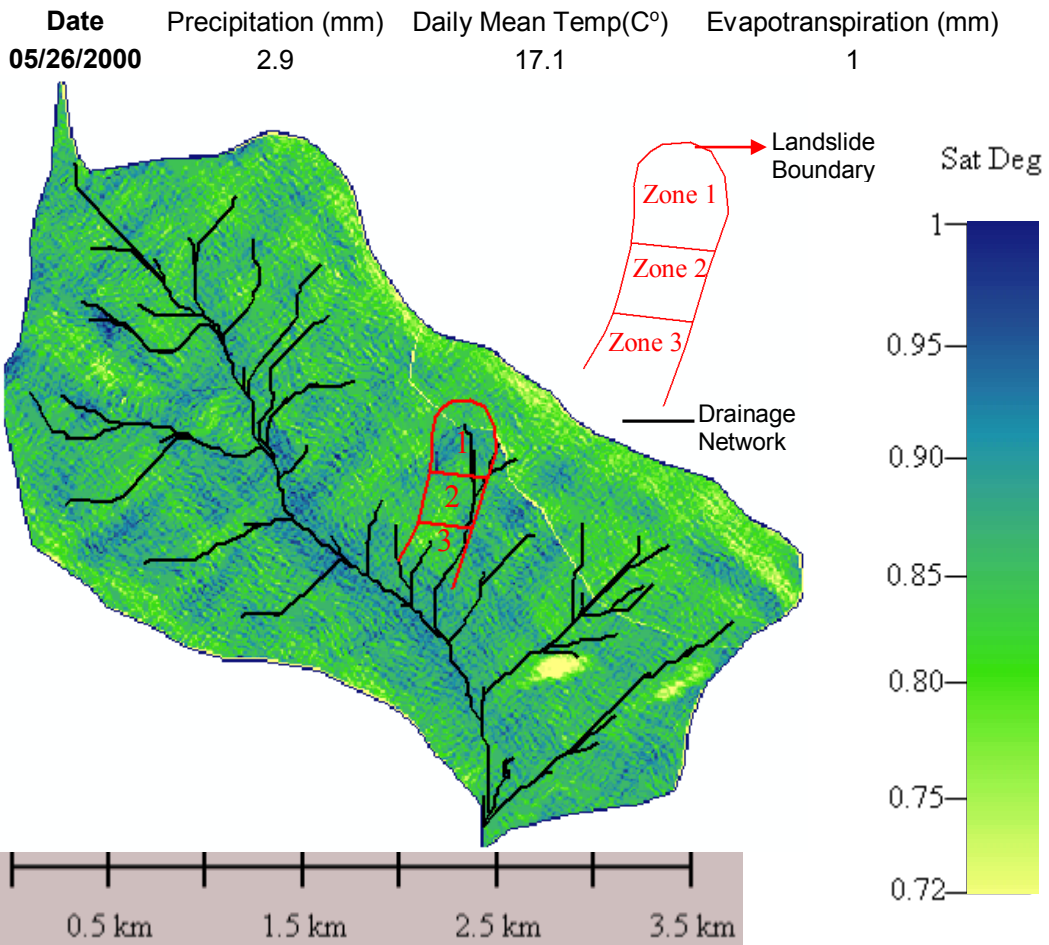 Date Precipitation (mm) Daily Mean Temp(Cº) Evapotranspiration (mm)
05/26/2000 2.9 17.1 1
Landslide
Boundary
Sat Deg
Zone 1
1
Zone 2
0.95
Zone 3
Drainage
Network
0.90
1
2
3
0.85
0.80
0.75
0.72
0.5 km 1.5 km 2.5 km 3.5 km